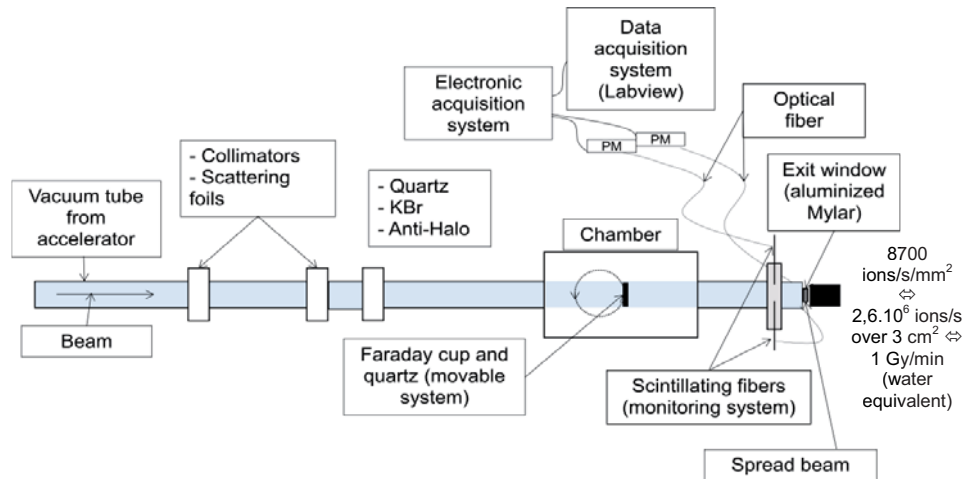 Data
acquisition
system
(Labview)
Electronic
acquisition
system
PM
PM
Optical
fiber
Exit window
(aluminized
Mylar)
- Collimators
- Scattering
foils
- Quartz
- KBr
- Anti-Halo
Vacuum tube
from
accelerator
Chamber
8700
ions/s/mm²
⇔
2,6.10⁶ ions/s
over 3 cm² ⇔
1 Gy/min
(water
equivalent)
Beam
Faraday cup and
quartz (movable
system)
Scintillating fibers
(monitoring system)
Spread beam